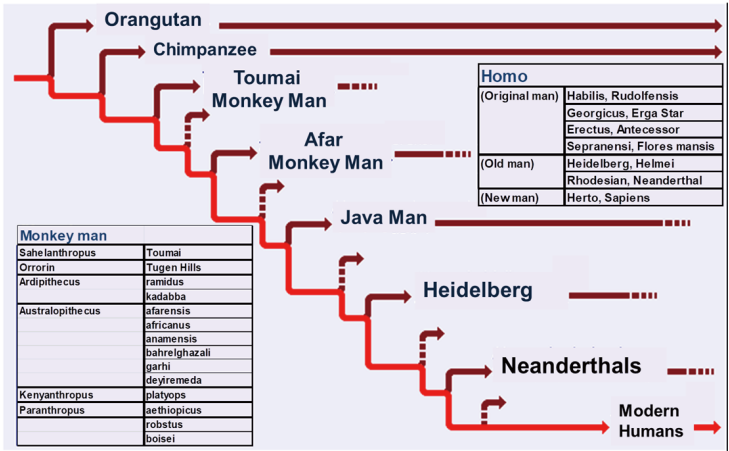 Orangutan
Chimpanzee
Toumai
Monkey Man
Afar
Monkey Man
Java Man
Heidelberg
Neanderthals
Modern
Humans
Homo
(Original man) Habilis, Rudolfensis
Georgicus, Erga Star
Erectus, Antecessor
Sepranensi, Flores mansis
(Old man) Heidelberg, Helmei
Rhodesian, Neanderthal
(New man) Herto, Sapiens
Monkey man
Sahelanthropus Toumai
Orrorin Tugen Hills
Ardipithecus ramidus
kadabba
Australopithecus afarensis
africanus
anamensis
bahrelghazali
garhi
deyiremeda
Kenyanthropus platyops
Paranthropus aethiopicus
robstus
boisei